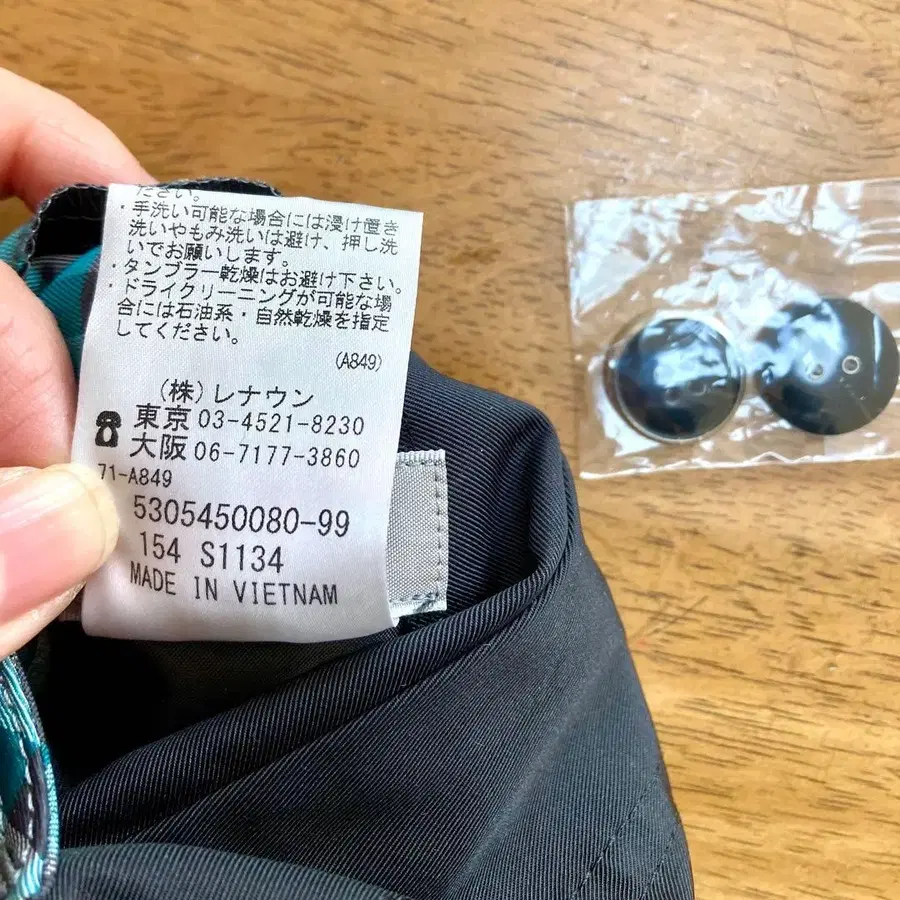 ださい。
・手洗い可能な場合には浸け置き
洗いやもみ洗いは避け、押し洗
いでお願いします。
・タンブラー乾燥はお避け下さい。
・ドライクリーニングが可能な場
合には石油系・自然乾燥を指定
してください。
(A849)
(株)レナウン
東京 03-4521-8230
大阪 06-7177-3860
71-A849
5305450080-99
154 S1134
MADE IN VIETNAM